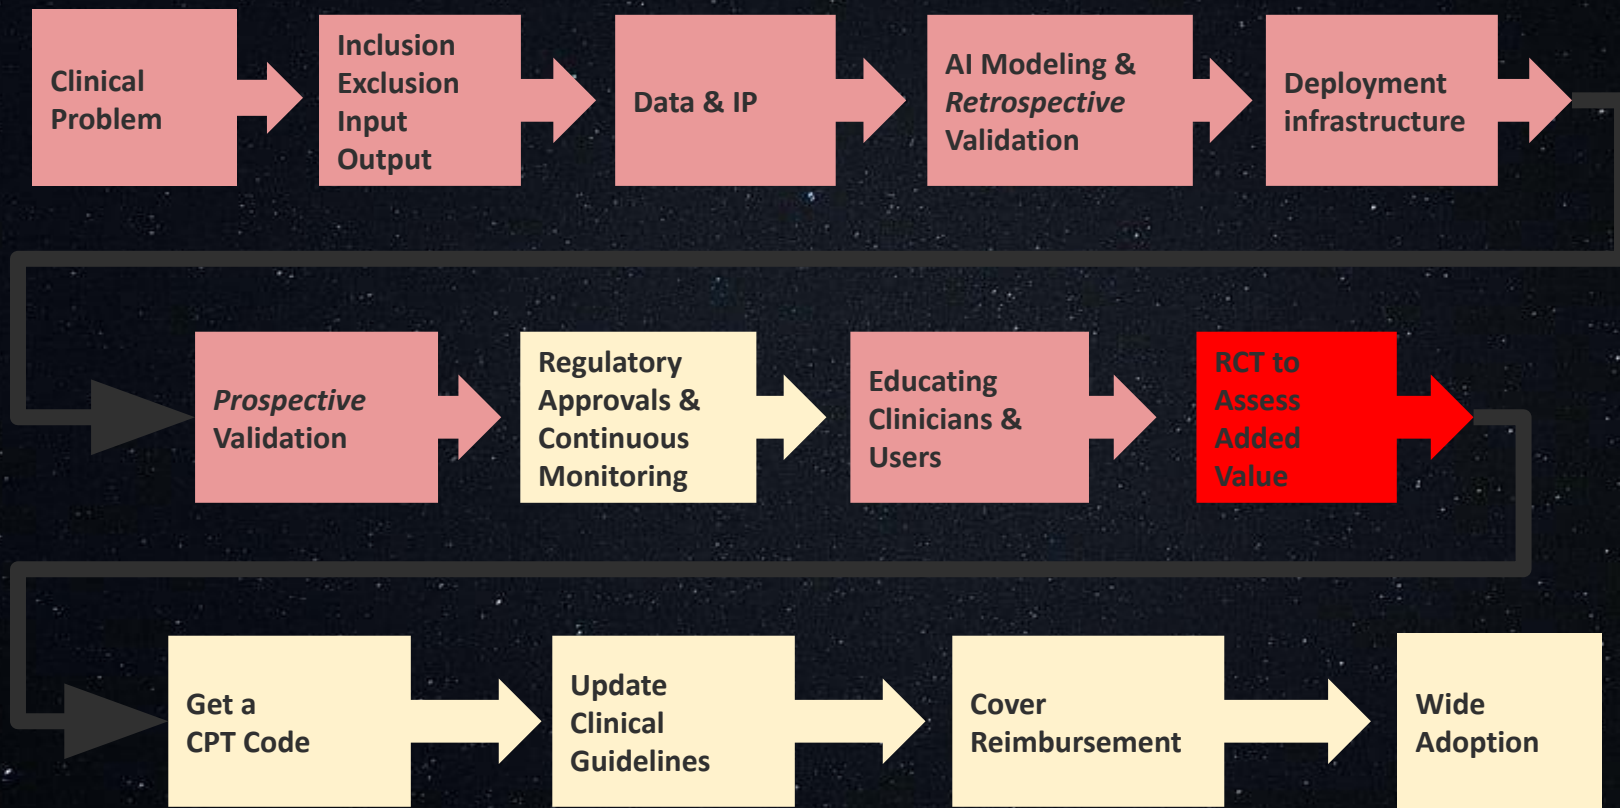 Clinical
Problem
Inclusion
Exclusion
Input
Output
Data & IP
AI Modeling &
Retrospective
Validation
Deployment
infrastructure
Prospective
Validation
Regulatory
Approvals &
Continuous
Monitoring
Educating
Clinicians &
Users
RCT to
Assess
Added
Value
Get a
CPT Code
Update
Clinical
Guidelines
Cover
Reimbursement
Wide
Adoption